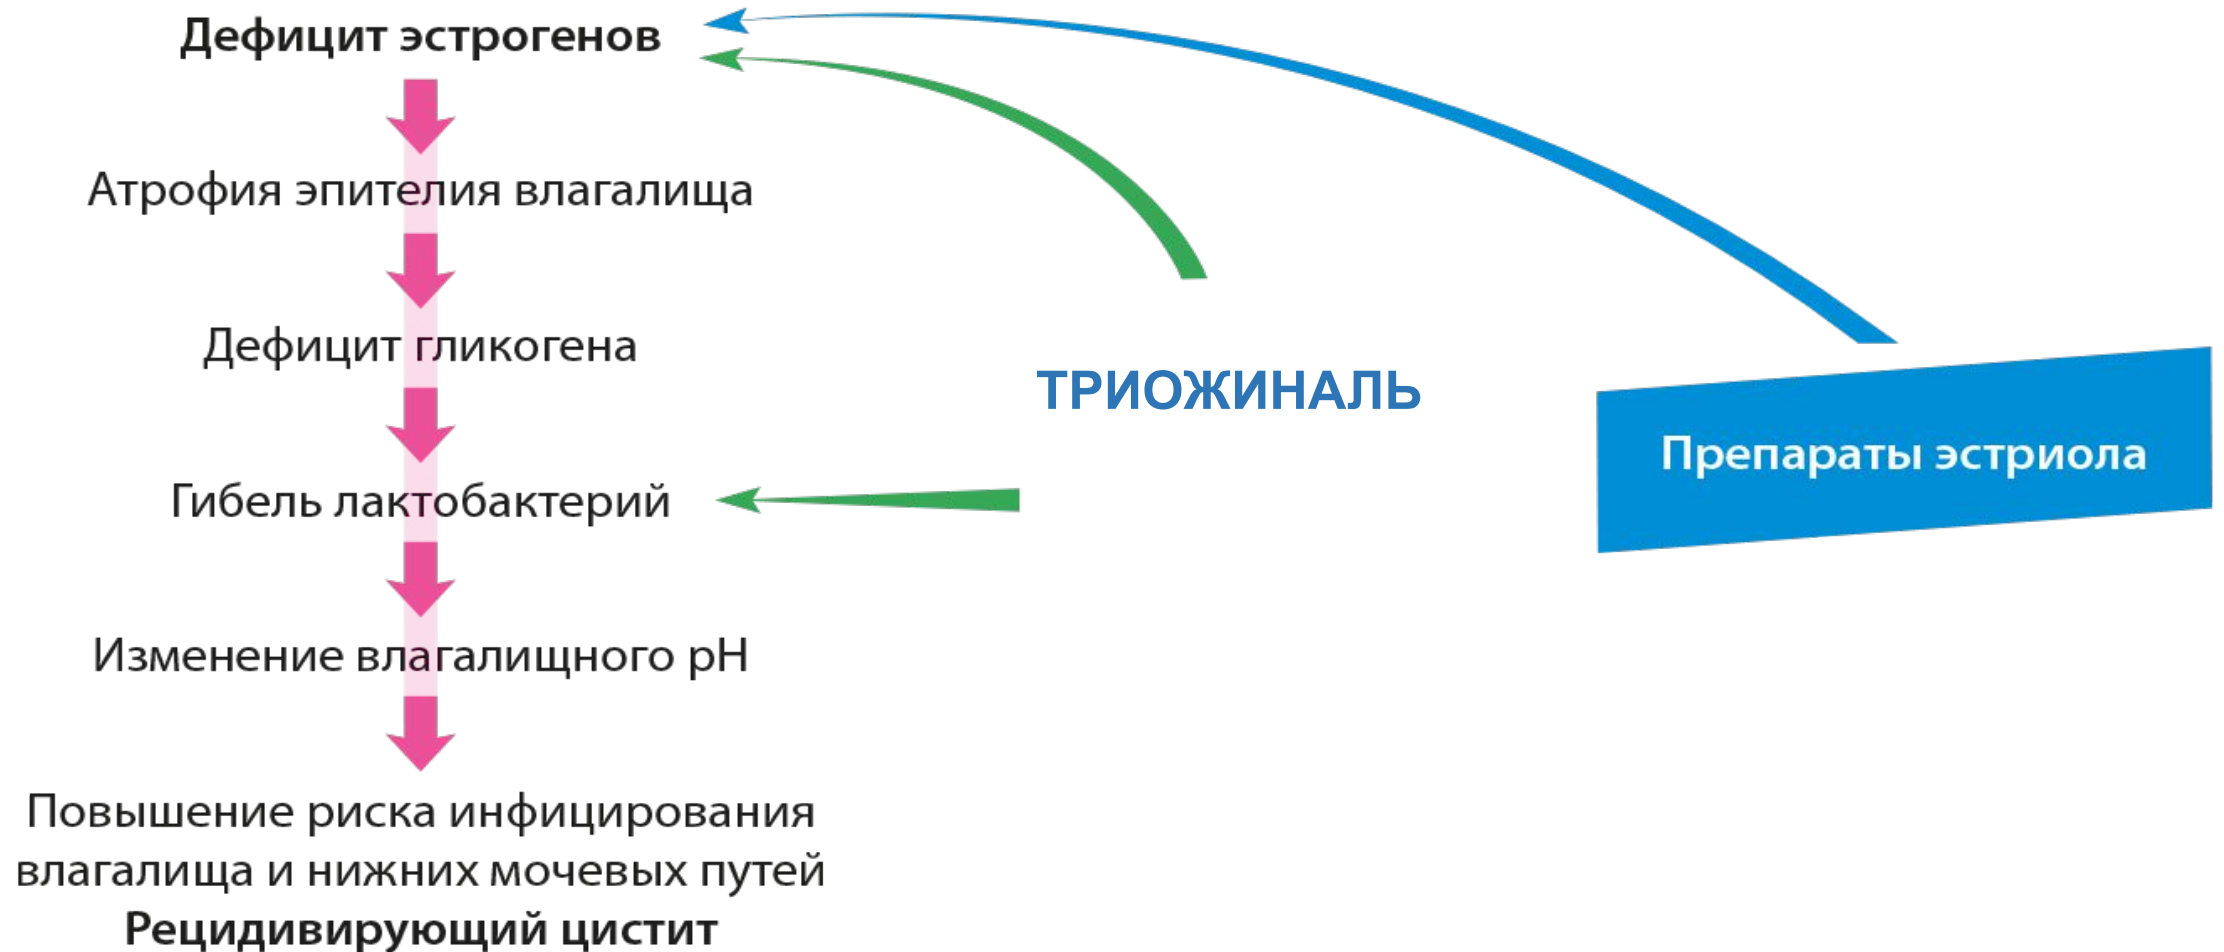 Дефицит эстрогенов
Атрофия эпителия влагалища
Дефицит гликогена
Гибель лактобактерий
Изменение влагалищного pH
Повышение риска инфицирования
влагалища и нижних мочевых путей
Рецидивирующий цистит
ТРИОЖИНАЛЬ
Препараты эстриола